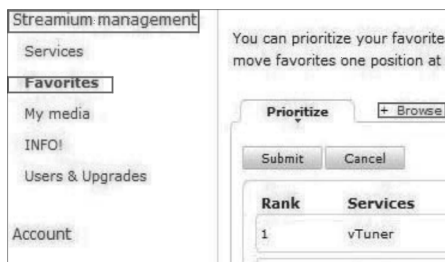 Streamium management
Services
Favorites
My media
INFO!
Users & Upgrades
Account
You can prioritize your favorite
move favorites one position at
Prioritize
+ Browse
Submit
Cancel
Rank Services
1 vTuner